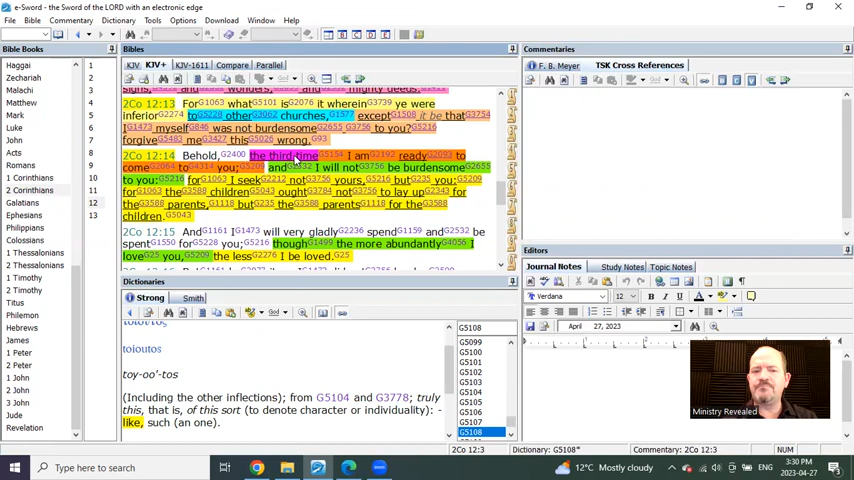 e-Sword - the Sword of the LORD with an electronic edge
File Bible Commentary Dictionary Tools Options Download Window Help
Bible Books
Haggai
Zechariah
Malachi
Matthew
Mark
Luke
John
Acts
Romans
1 Corinthians
2 Corinthians
Galatians
Ephesians
Philippians
Colossians
1 Thessalonians
2 Thessalonians
1 Timothy
2 Timothy
Titus
Philemon
Hebrews
James
1 Peter
2 Peter
1 John
2 John
3 John
Jude
Revelation
1
2
3
4
5
6
7
8
9
10
11
12
13
Bibles
KJV KJV+ KJV-1611 Compare Parallel
signs, and wonders, and mighty deeds.
2Co 12:13 For G1063 what G5101 is G2076 it wherein G3739 ye were
inferior G2274 to G5228 other G3062 churches, G1577 except G1508 it be that G3754
I G1473 myself G846 was not burdensome G2655 G3756 to you? G5216
forgive G5483 me G3427 this G5026 wrong. G93
2Co 12:14 Behold, G2400 the third time G5154 I am G2192 ready G2093 to
come G2064 to G4314 you; G5209 and G2532 I will not G3756 be burdensome G2655
to you: G5216 for G1063 I seek G2212 not G3756 yours, G5216 but G235 you: G5209
for G1063 the G3588 children G5043 ought G3784 not G3756 to lay up G2343 for
the G3588 parents, G1118 but G235 the G3588 parents G1118 for the G3588
children. G5043
2Co 12:15 And G1161 I G1473 will very gladly G2236 spend G1159 and G2532 be
spent G1550 for G5228 you; G5216 though G1499 the more abundantly G4056 I
love G25 you, G5209 the less G2276 I be loved. G25
Dictionaries
Strong Smith
τοιοῦτος
toioutos
toy-oo'-tos
(Including the other inflections); from G5104 and G3778; truly
this, that is, of this sort (to denote character or individuality): -
like, such (an one).
G5108
G5099
G5100
G5101
G5102
G5103
G5104
G5105
G5106
G5107
G5108
Commentaries
F. B. Meyer TSK Cross References
Editors
Journal Notes Study Notes Topic Notes
Verdana 12 B I U A
April 27, 2023
Ministry Revealed
2Co 12:3 Dictionary: G5108* Commentary: 2Co 12:3 NUM
Type here to search
12°C Mostly cloudy
ENG
3:30 PM
2023-04-27